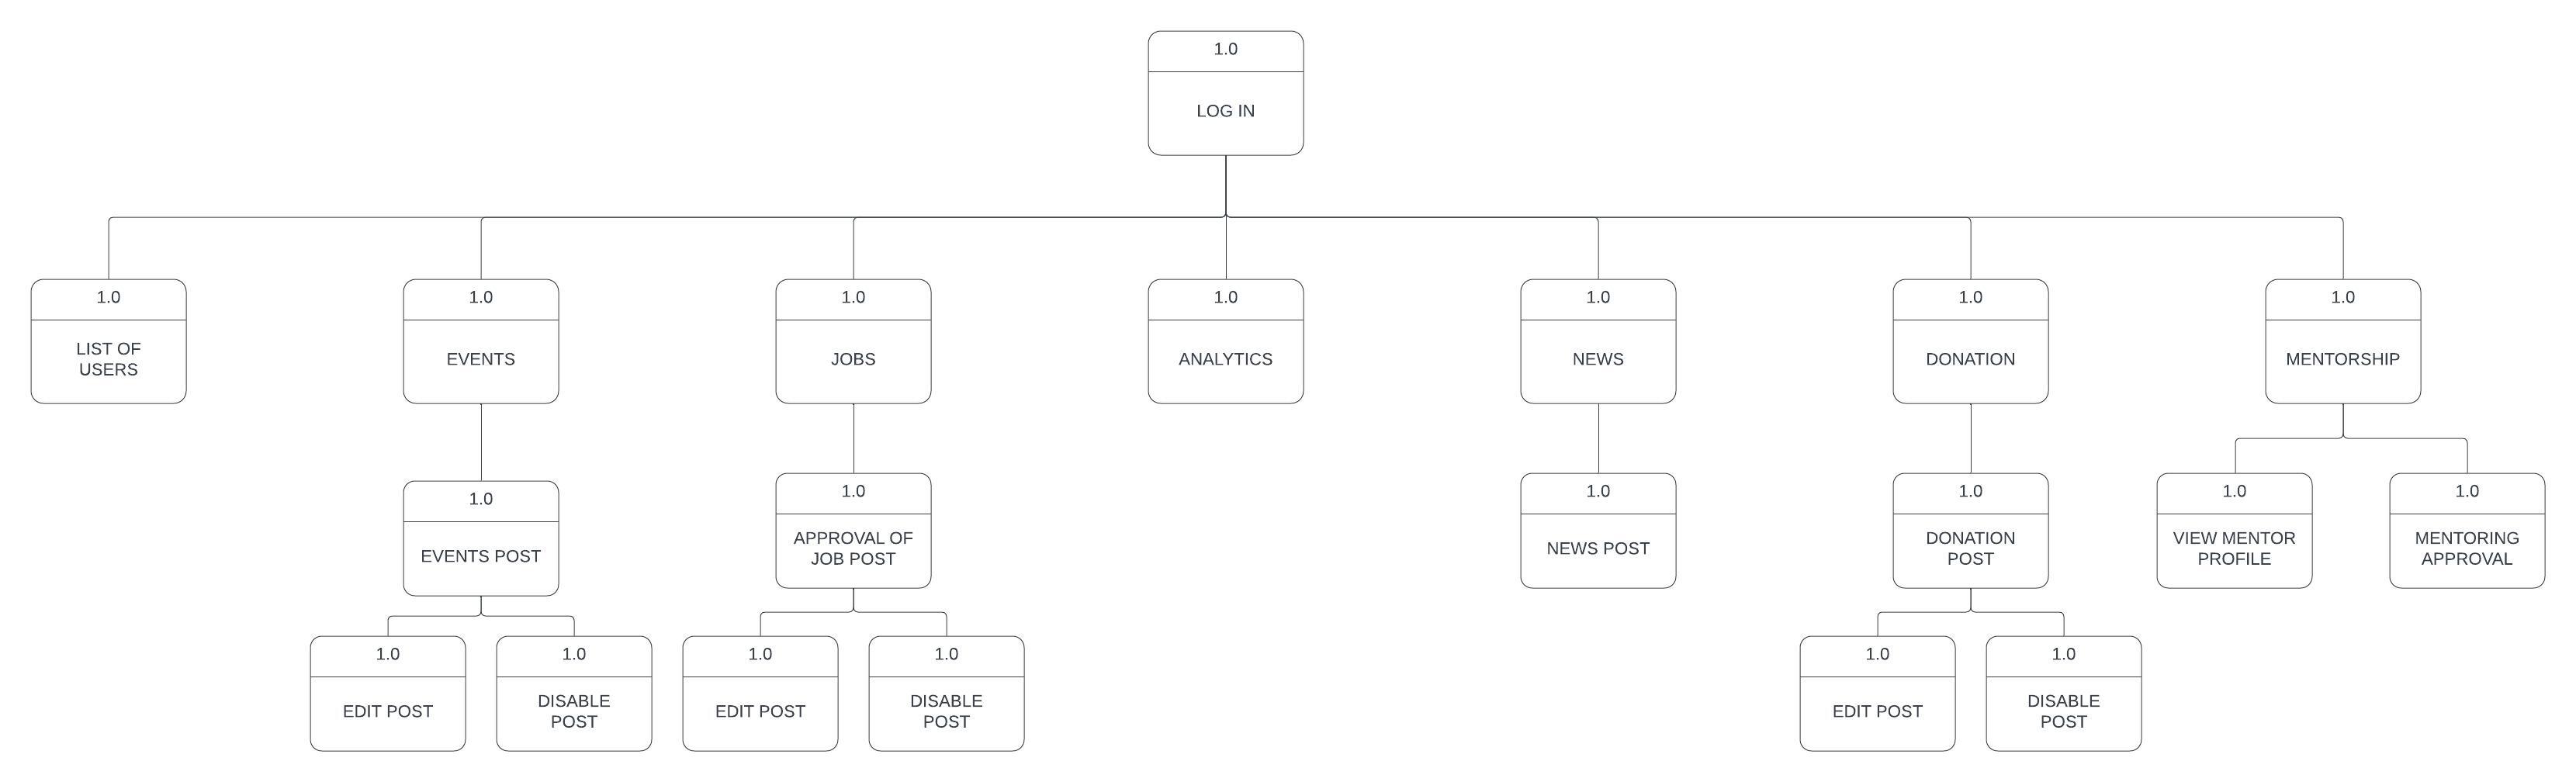 1.0
LOG IN
1.0
LIST OF
USERS
1.0
EVENTS
1.0
JOBS
1.0
ANALYTICS
1.0
NEWS
1.0
DONATION
1.0
MENTORSHIP
1.0
EVENTS POST
1.0
APPROVAL OF
JOB POST
1.0
NEWS POST
1.0
DONATION
POST
1.0
VIEW MENTOR
PROFILE
1.0
MENTORING
APPROVAL
1.0
EDIT POST
1.0
DISABLE
POST
1.0
EDIT POST
1.0
DISABLE
POST
1.0
EDIT POST
1.0
DISABLE
POST